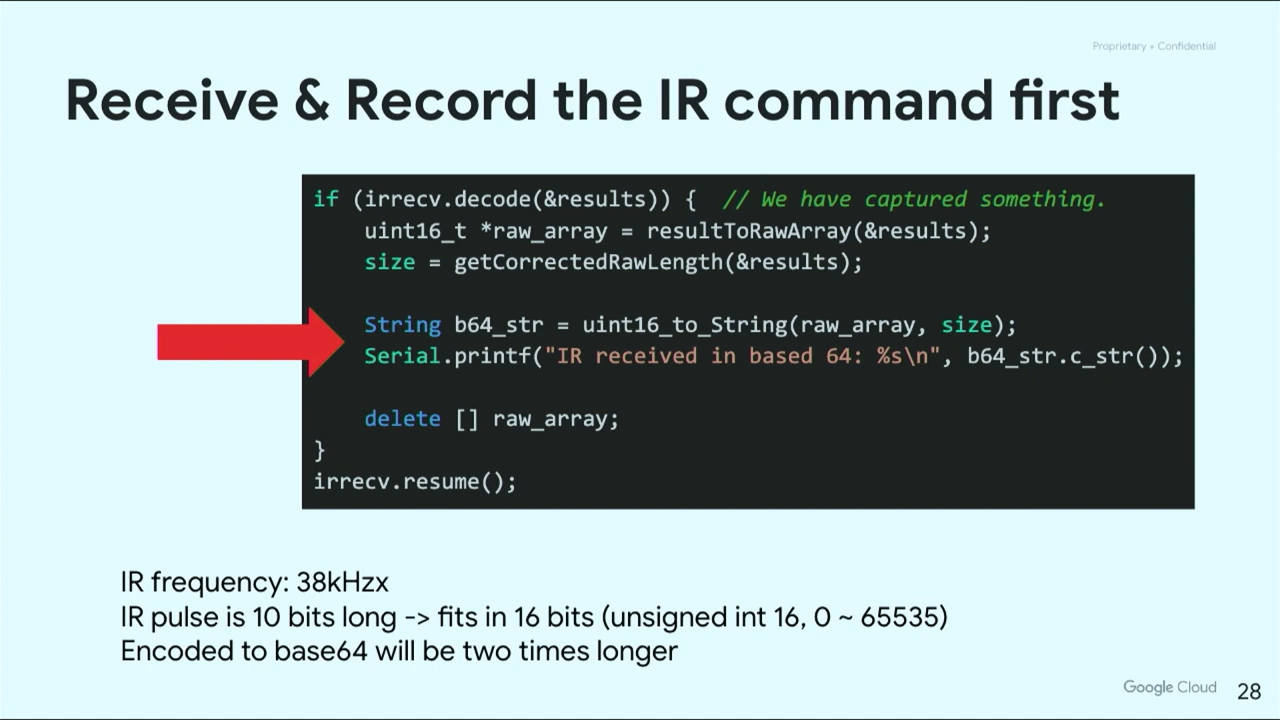 Proprietary + Confidential
Receive & Record the IR command first
if (irrecv.decode(&results)) {  // We have captured something.
    uint16_t *raw_array = resultToRawArray(&results);
    size = getCorrectedRawLength(&results);
    String b64_str = uint16_to_String(raw_array, size);
    Serial.printf("IR received in based 64: %s\n", b64_str.c_str());
    delete [] raw_array;
}
irrecv.resume();
IR frequency: 38kHzx
IR pulse is 10 bits long -> fits in 16 bits (unsigned int 16, 0 ~ 65535)
Encoded to base64 will be two times longer
Google Cloud
28